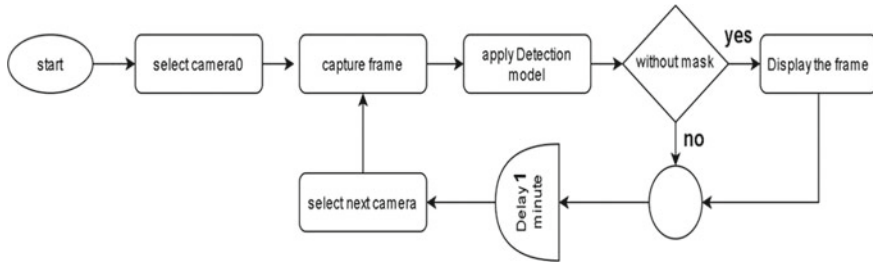 start
select camera0
capture frame
apply Detection
model
without mask
yes
Display the frame
no
Delay 1
minute
select next camera